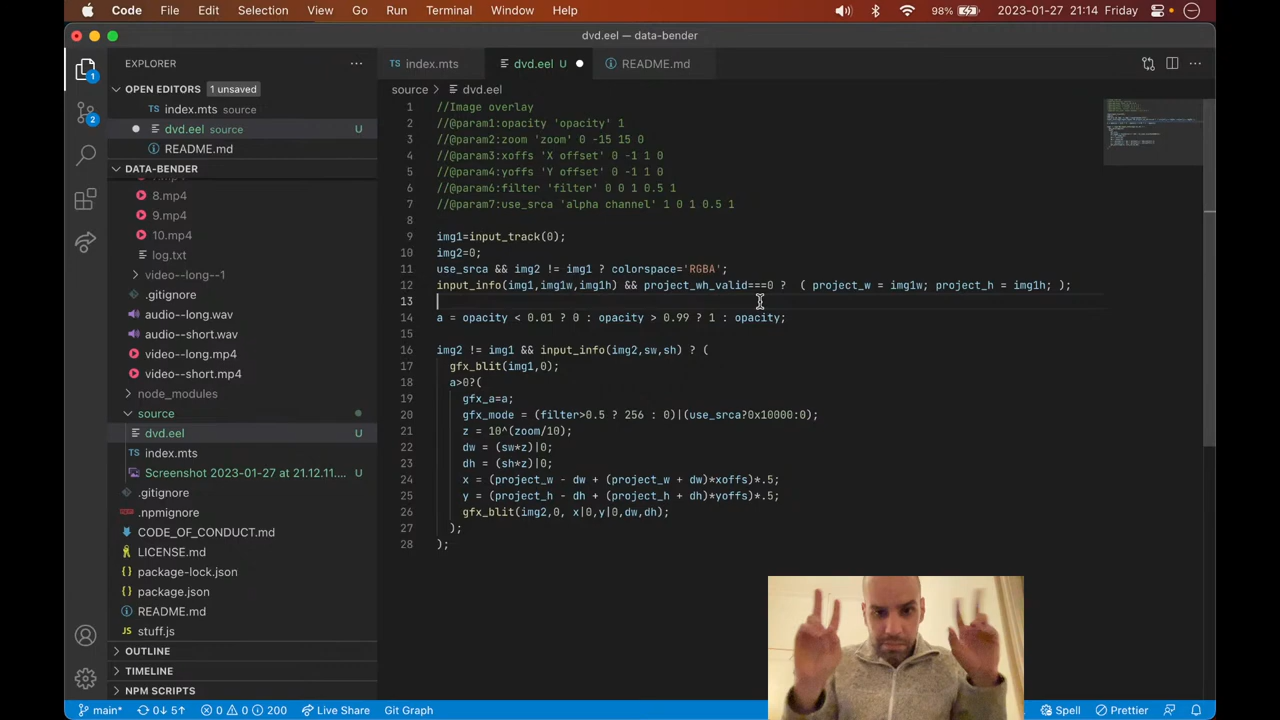 Code File Edit Selection View Go Run Terminal Window Help 98% 2023-01-27 21:14 Friday
dvd.eel — data-bender
EXPLORER
index.mts
dvd.eel U
README.md
OPEN EDITORS 1 unsaved
index.mts source
dvd.eel source U
README.md
DATA-BENDER
8.mp4
9.mp4
10.mp4
log.txt
video--long--1
.gitignore
audio--long.wav
audio--short.wav
video--long.mp4
video--short.mp4
node_modules
source
dvd.eel U
index.mts
Screenshot 2023-01-27 at 21.12.11.... U
.gitignore
.npmignore
CODE_OF_CONDUCT.md
LICENSE.md
package-lock.json
package.json
README.md
stuff.js
OUTLINE
TIMELINE
NPM SCRIPTS
1
2
source > dvd.eel
1 //Image overlay
2 //@param1:opacity 'opacity' 1
3 //@param2:zoom 'zoom' 0 -15 15 0
4 //@param3:xoffs 'X offset' 0 -1 1 0
5 //@param4:yoffs 'Y offset' 0 -1 1 0
6 //@param6:filter 'filter' 0 0 1 0.5 1
7 //@param7:use_srca 'alpha channel' 1 0 1 0.5 1
8
9 img1=input_track(0);
10 img2=0;
11 use_srca && img2 != img1 ? colorspace='RGBA';
12 input_info(img1,img1w,img1h) && project_wh_valid===0 ?  ( project_w = img1w; project_h = img1h; );
13
14 a = opacity < 0.01 ? 0 : opacity > 0.99 ? 1 : opacity;
15
16 img2 != img1 && input_info(img2,sw,sh) ? (
17 gfx_blit(img1,0);
18 a>0?(
19 gfx_a=a;
20 gfx_mode = (filter>0.5 ? 256 : 0)|(use_srca?0x10000:0);
21 z = 10^(zoom/10);
22 dw = (sw*z)|0;
23 dh = (sh*z)|0;
24 x = (project_w - dw + (project_w + dw)*xoffs)*.5;
25 y = (project_h - dh + (project_h + dh)*yoffs)*.5;
26 gfx_blit(img2,0, x|0,y|0,dw,dh);
27 );
28 );
main* 0↓ 5↑ 0 0 200 Live Share Git Graph Spell Prettier